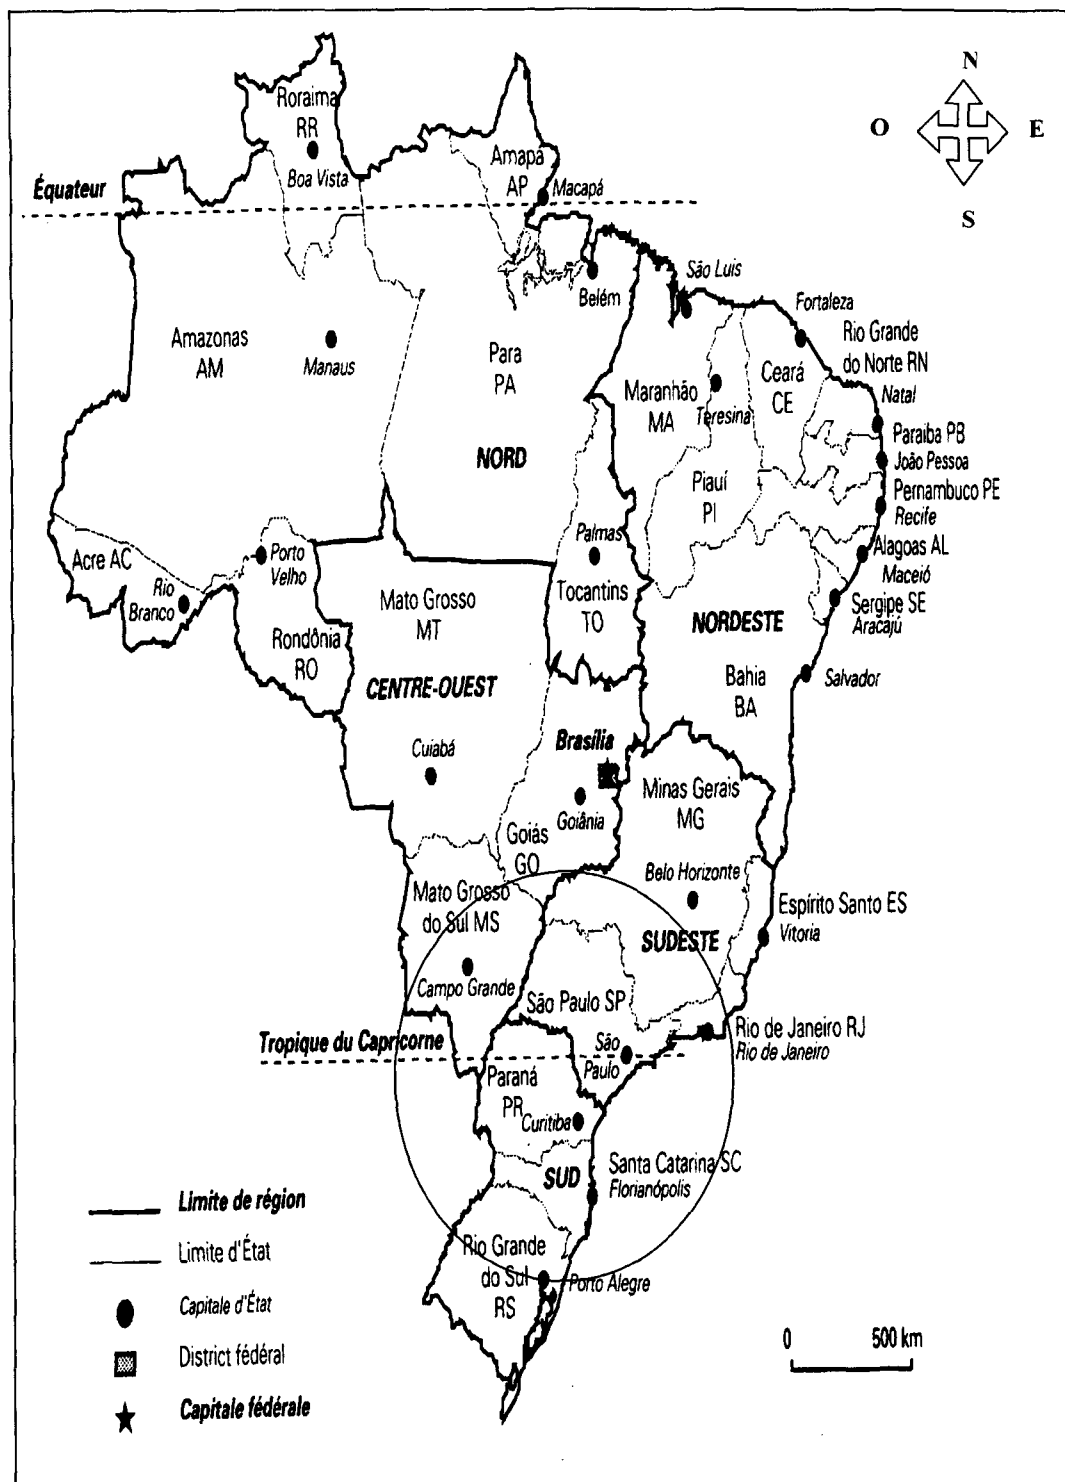 N
O
E
S
Roraima
RR
Boa Vista
Amapá
AP
Macapá
Équateur
Belém
São Luis
Fortaleza
Rio Grande
do Norte RN
Natal
Amazonas
AM
Manaus
Para
PA
NORD
Maranhão
MA
Teresina
Ceará
CE
Piauí
PI
Paraiba PB
João Pessoa
Pernambuco PE
Recife
Alagoas AL
Maceió
Sergipe SE
Aracajú
Salvador
Acre AC
Rio
Branco
Porto
Velho
Rondônia
RO
Mato Grosso
MT
CENTRE-OUEST
Cuiabá
Palmas
Tocantins
TO
NORDESTE
Bahia
BA
Brasília
Goiânia
Goiás
GO
Minas Gerais
MG
Belo Horizonte
SUDESTE
Espírito Santo ES
Vitoria
Mato Grosso
do Sul MS
Campo Grande
São Paulo SP
São
Paulo
Rio de Janeiro RJ
Rio de Janeiro
Tropique du Capricorne
Paraná
PR
Curitiba
SUD
Santa Catarina SC
Florianópolis
Rio Grande
do Sul
RS
Porto Alegre
Limite de région
Limite d'État
Capitale d'État
District fédéral
Capitale fédérale
0 500 km